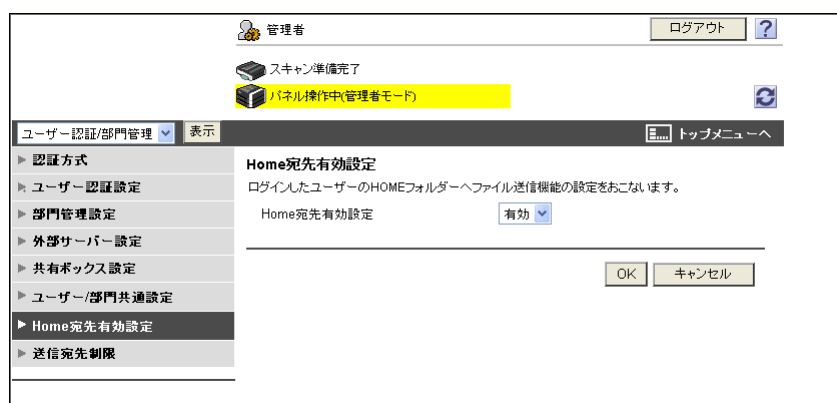 管理者
ログアウト
?
スキャン準備完了
パネル操作中(管理者モード)
ユーザー認証/部門管理
表示
トップメニューへ
認証方式
ユーザー認証設定
部門管理設定
外部サーバー設定
共有ボックス設定
ユーザー/部門共通設定
Home宛先有効設定
送信宛先制限
Home宛先有効設定
ログインしたユーザーのHOMEフォルダーへファイル送信機能の設定をおこないます。
Home宛先有効設定 有効
OK キャンセル